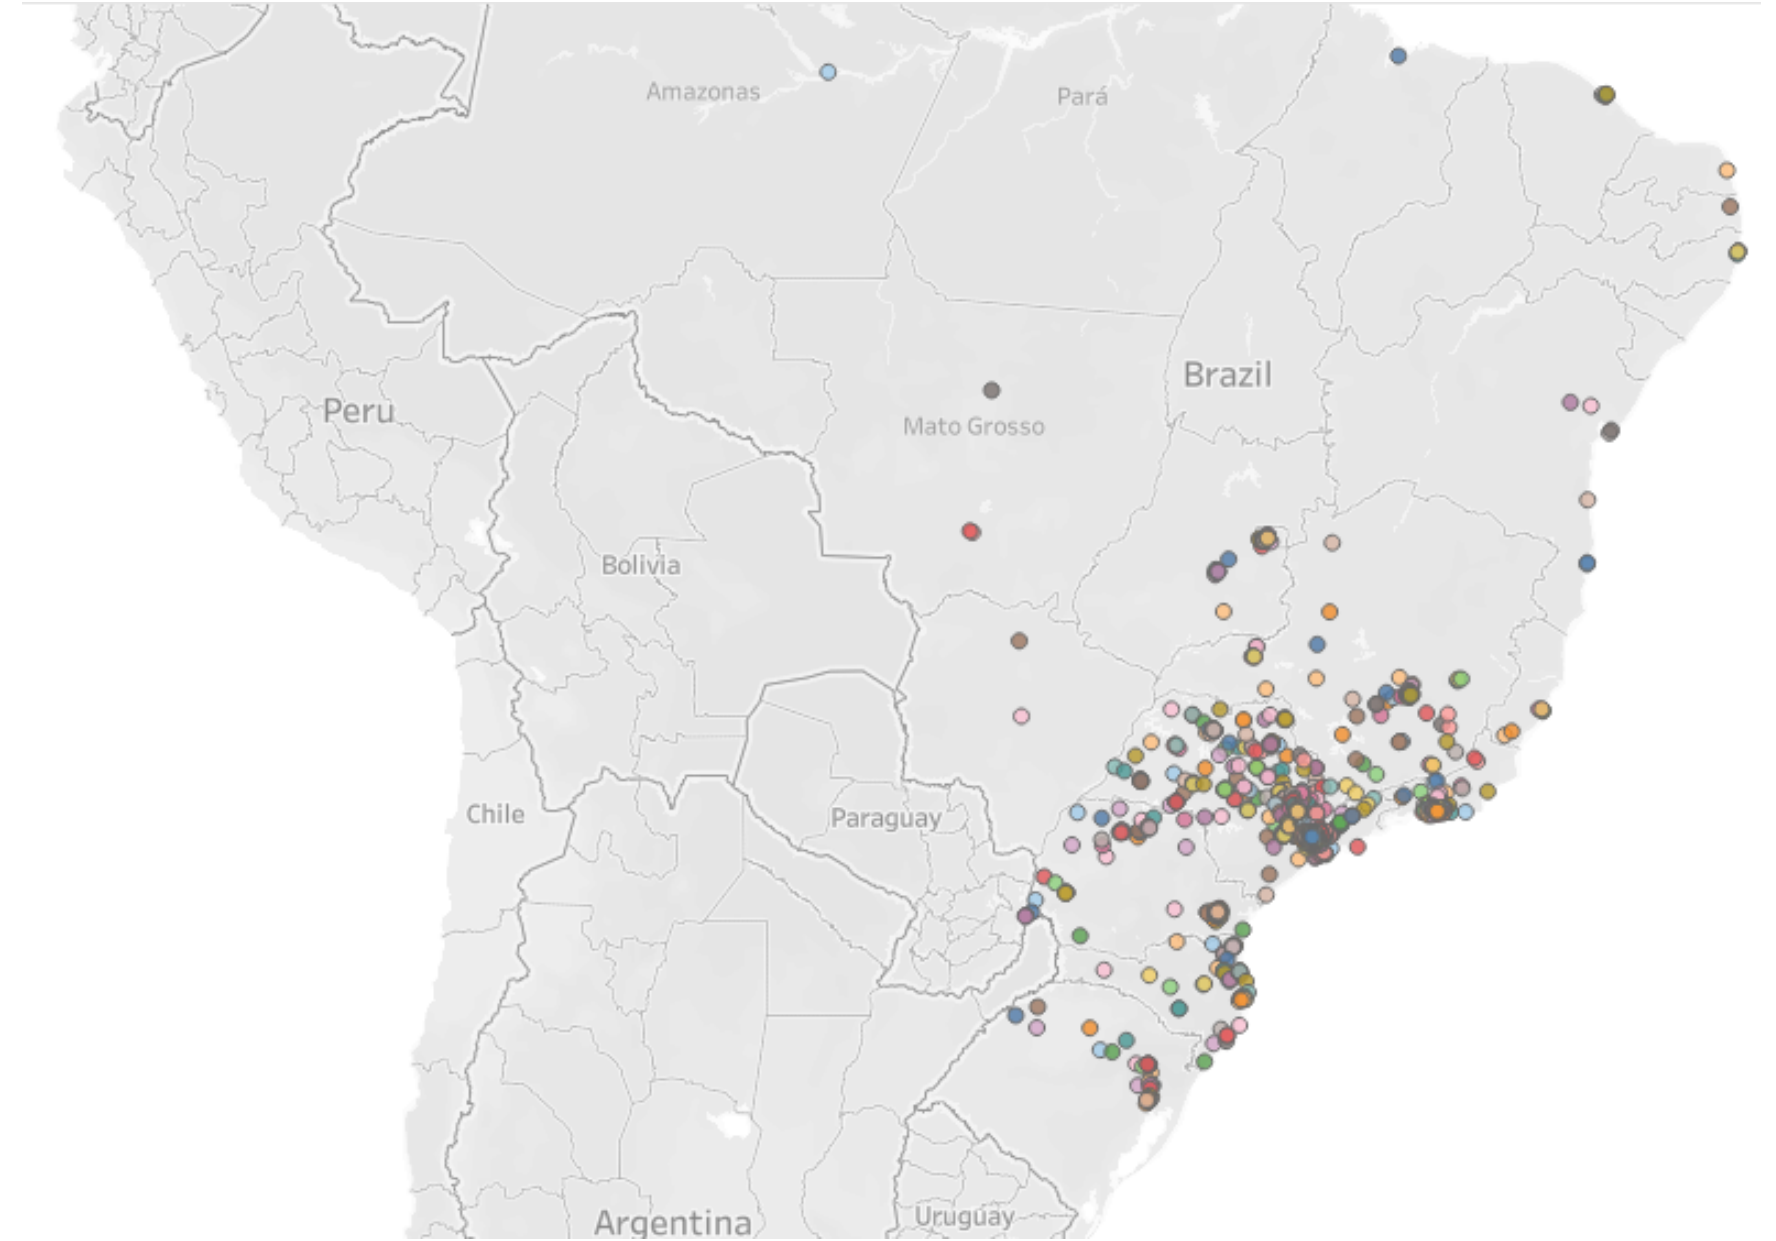 Amazonas
Pará
Brazil
Peru
Mato Grosso
Bolivia
Chile
Paraguay
Argentina
Uruguay